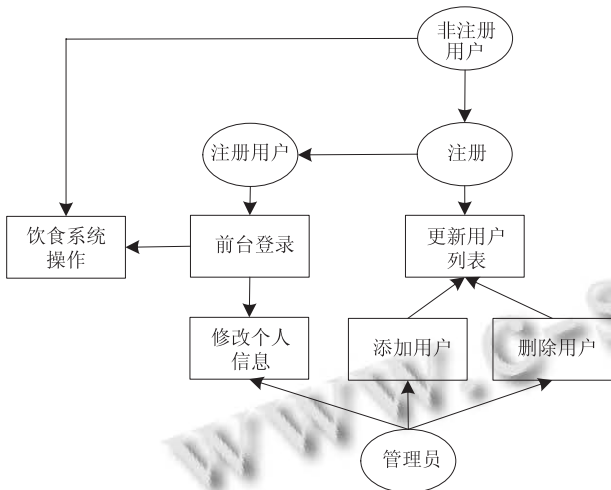 非注册
用户
注册用户
注册
饮食系统
操作
前台登录
更新用户
列表
修改个人
信息
添加用户
删除用户
管理员
www.c-s